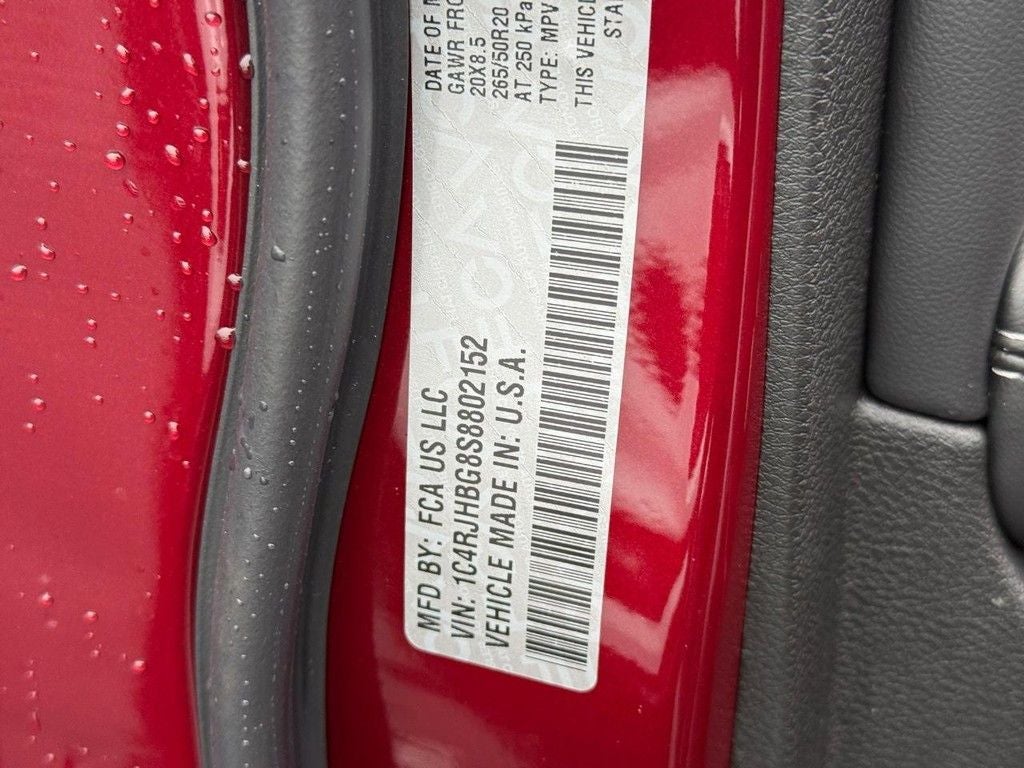 MFD BY: FCA US LLC
VIN: 1C4RJHBG8S8802152
VEHICLE MADE IN: U.S.A.
DATE OF
GAWR FRO
20X8.5
265/50R20
AT 250 kPa
TYPE: MPV
THIS VEHICLE
STA